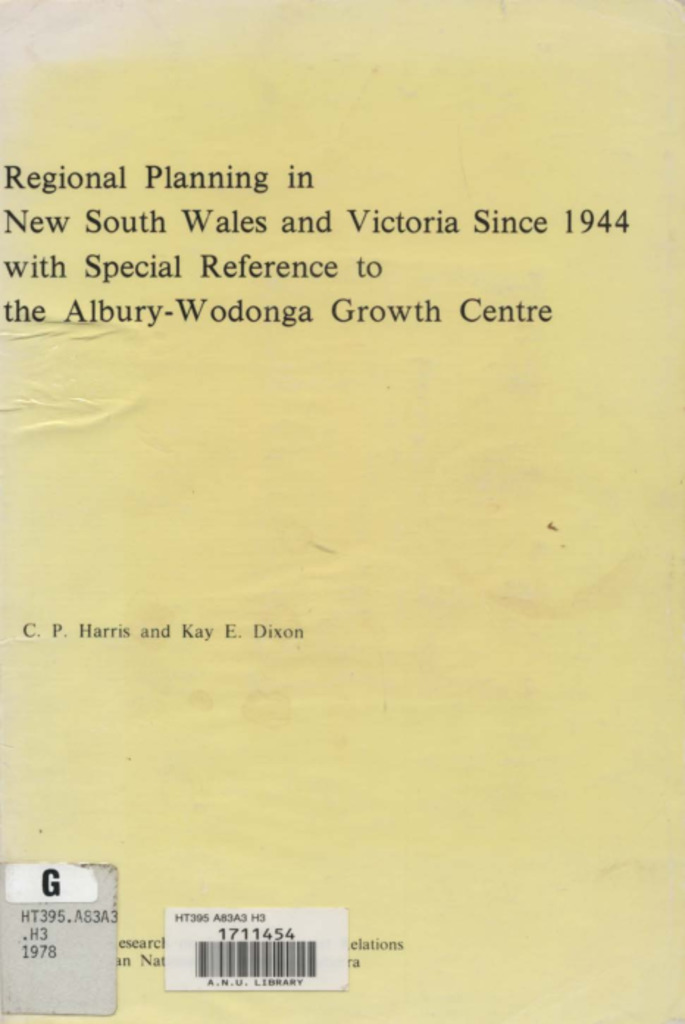 Regional Planning in
New South Wales and Victoria Since 1944
with Special Reference to
the Albury-Wodonga Growth Centre
C. P. Harris and Kay E. Dixon
G
HT395.A83A3
.H3
1978
HT395 A83A3 H3
1711454
A.N.U. LIBRARY